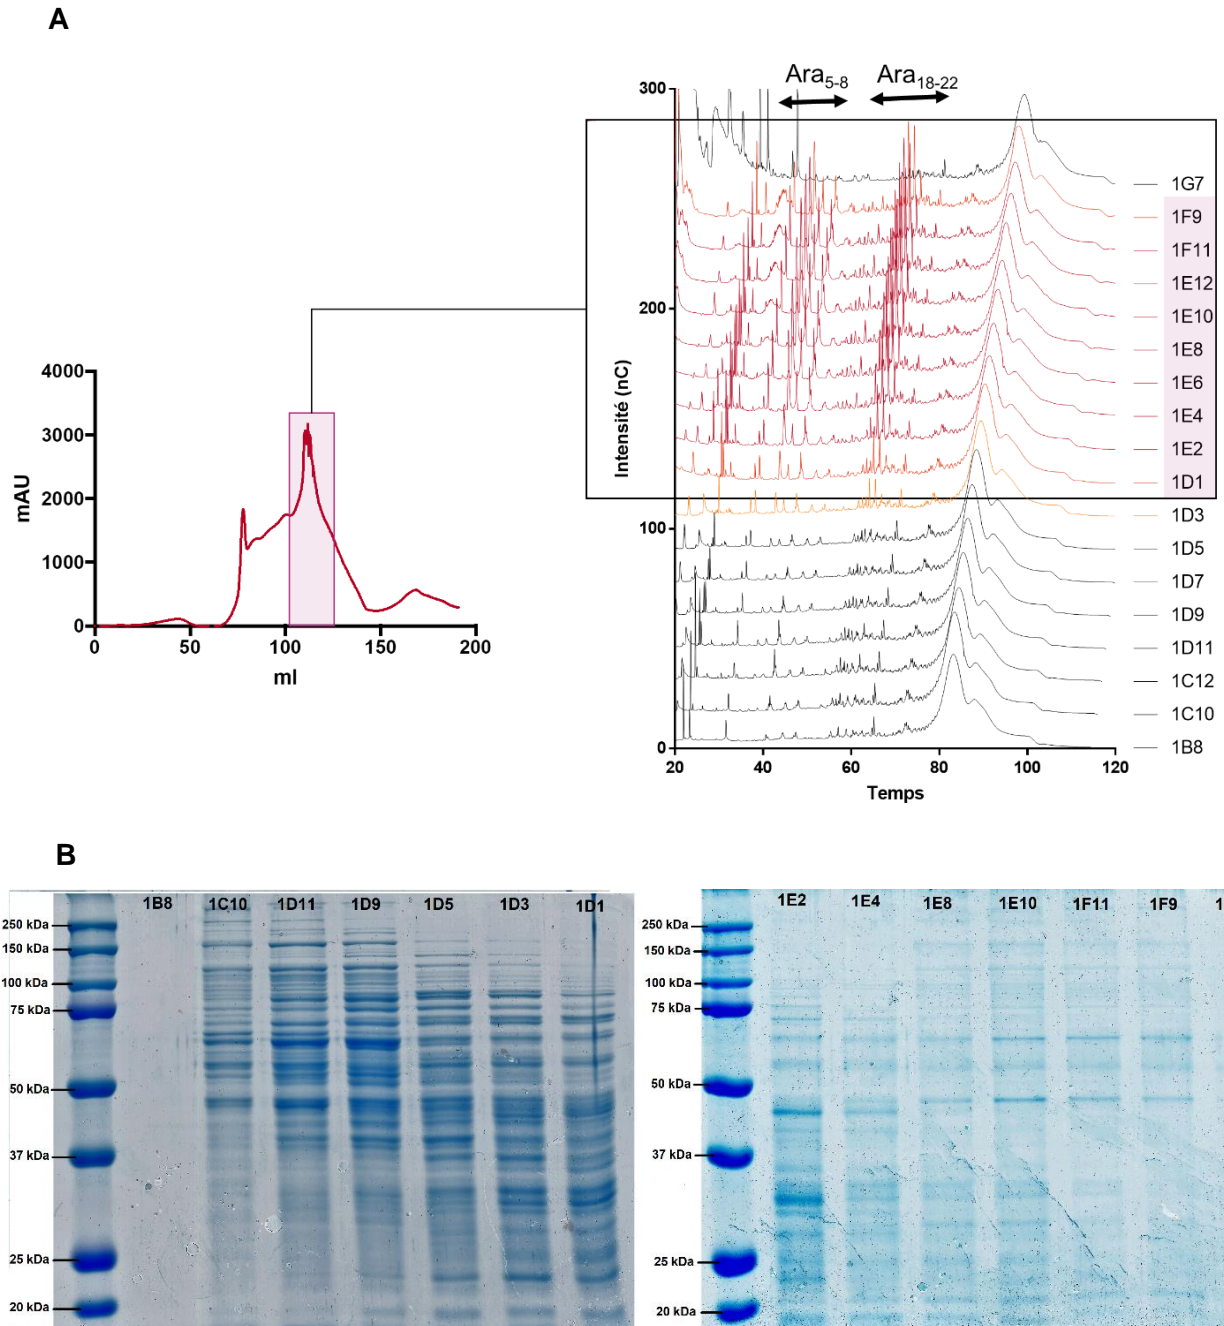 A
Ara5-8
Ara18-22
300
200
100
0
Intensité (nC)
20 40 60 80 100 120
Temps
1G7
1F9
1F11
1E12
1E10
1E8
1E6
1E4
1E2
1D1
1D3
1D5
1D7
1D9
1D11
1C12
1C10
1B8
4000
3000
2000
1000
0
mAU
0 50 100 150 200
ml
B
1B8 1C10 1D11 1D9 1D5 1D3 1D1
250 kDa
150 kDa
100 kDa
75 kDa
50 kDa
37 kDa
25 kDa
20 kDa
1E2 1E4 1E8 1E10 1F11 1F9 1
250 kDa
150 kDa
100 kDa
75 kDa
50 kDa
37 kDa
25 kDa
20 kDa